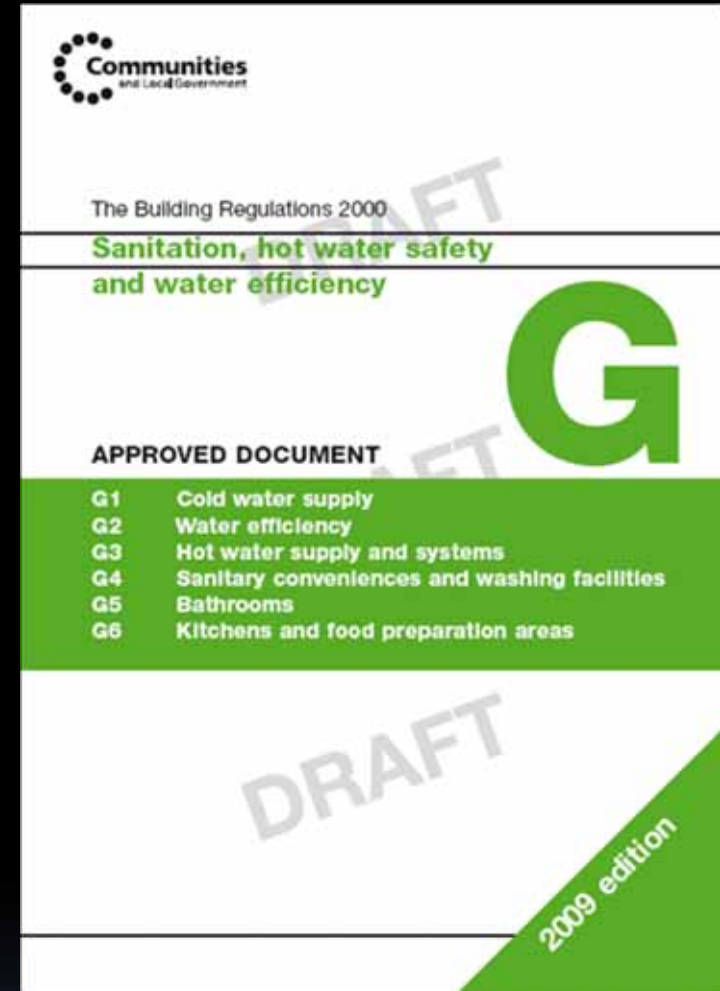 Communities
and Local Government
The Building Regulations 2000
DRAFT
Sanitation, hot water safety
and water efficiency
G
APPROVED DOCUMENT
DRAFT
G1 Cold water supply
G2 Water efficiency
G3 Hot water supply and systems
G4 Sanitary conveniences and washing facilities
G5 Bathrooms
G6 Kitchens and food preparation areas
DRAFT
2009 edition